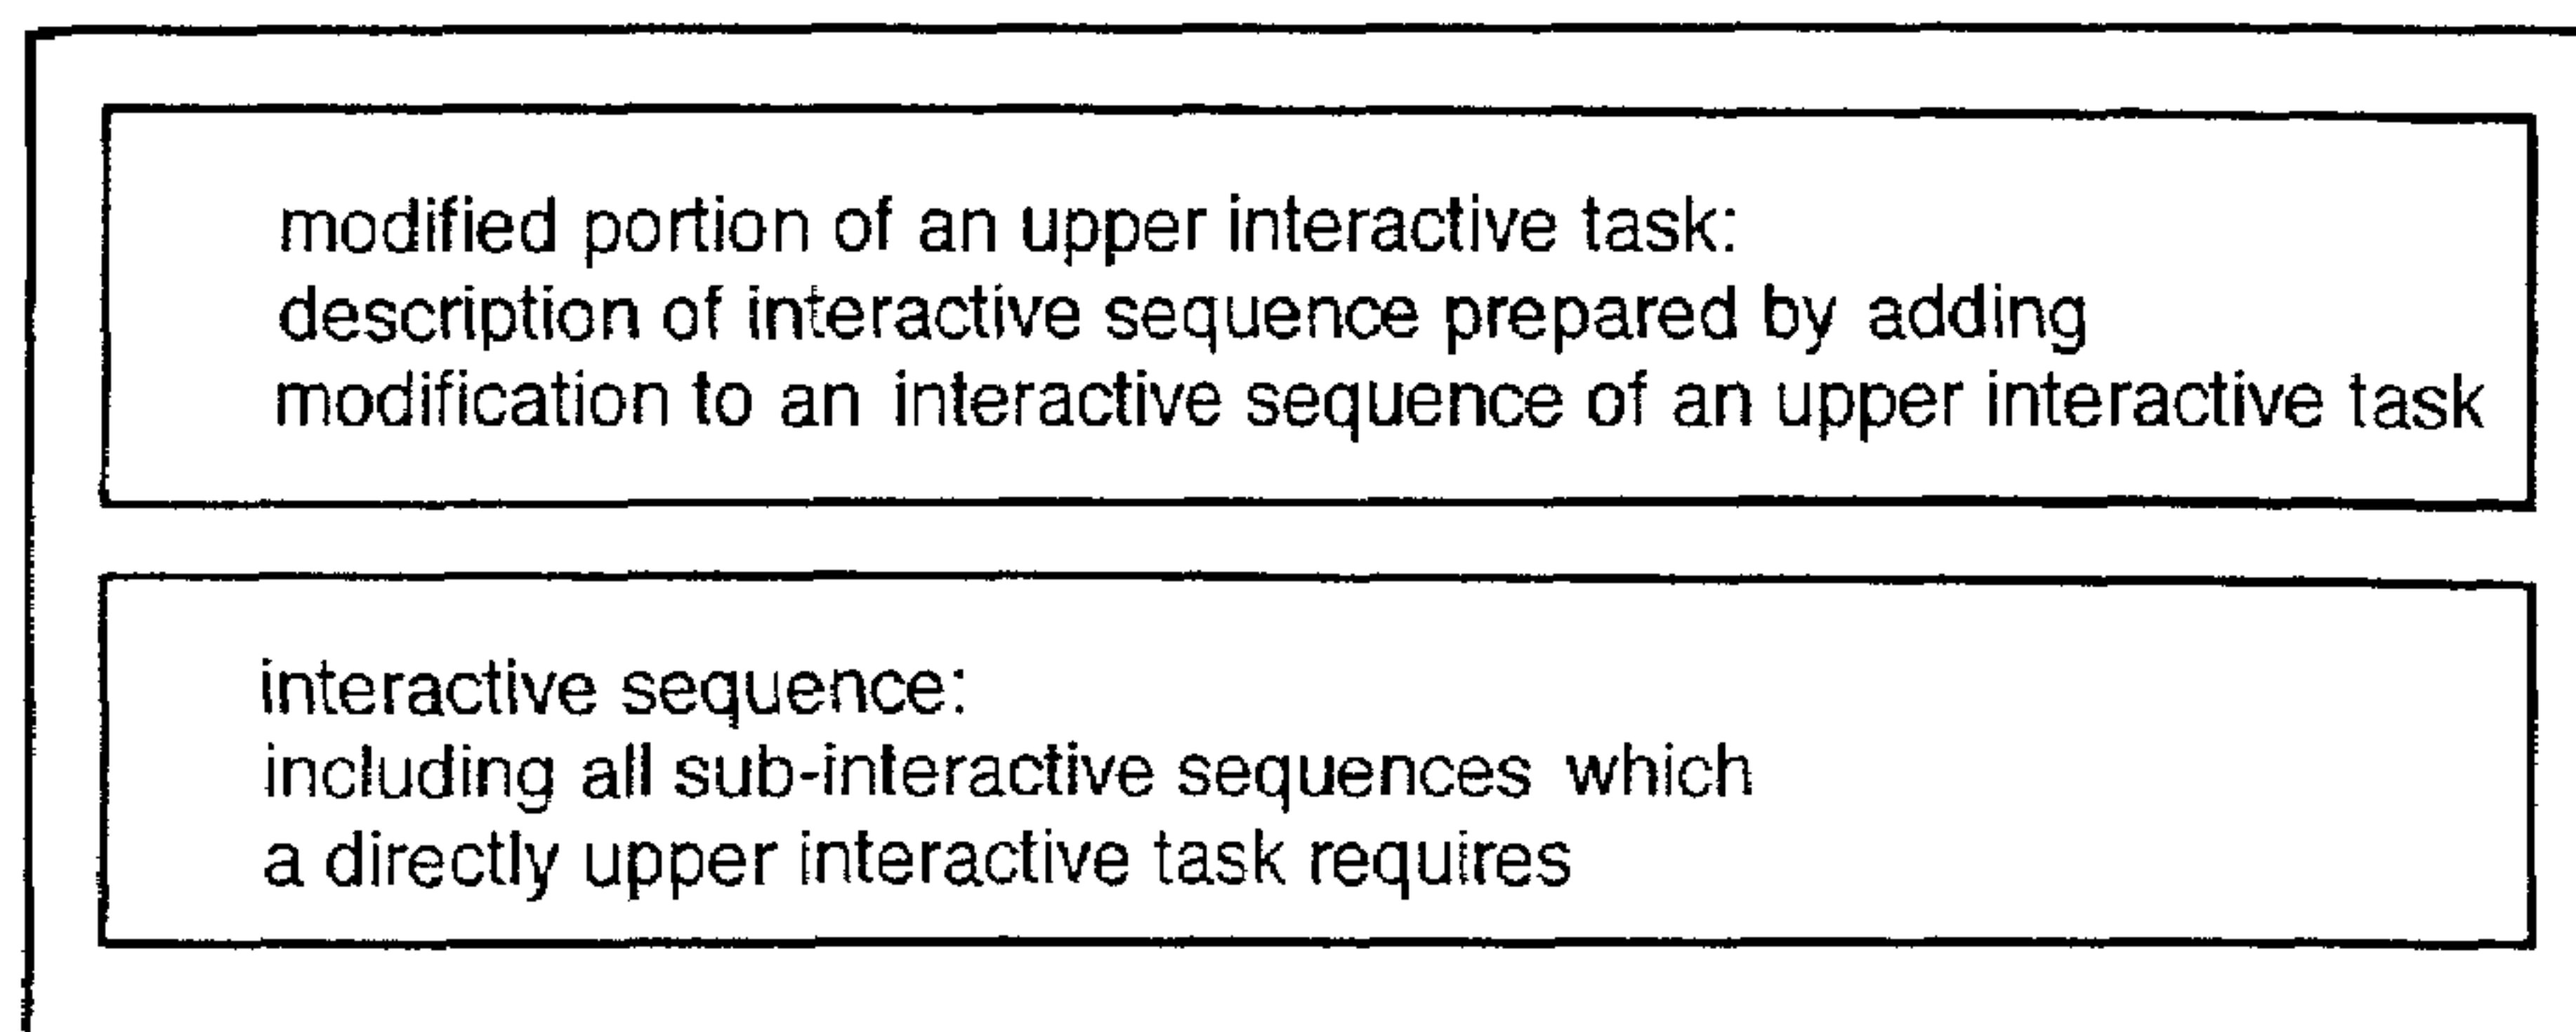 modified portion of an upper interactive task:
description of interactive sequence prepared by adding
modification to an interactive sequence of an upper interactive task
interactive sequence:
including all sub-interactive sequences which
a directly upper interactive task requires